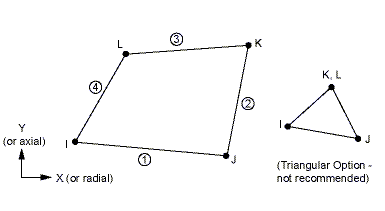 L
③
K
④
②
K, L
Y
(or axial)
I
①
J
I
J
X (or radial)
(Triangular Option -
not recommended)